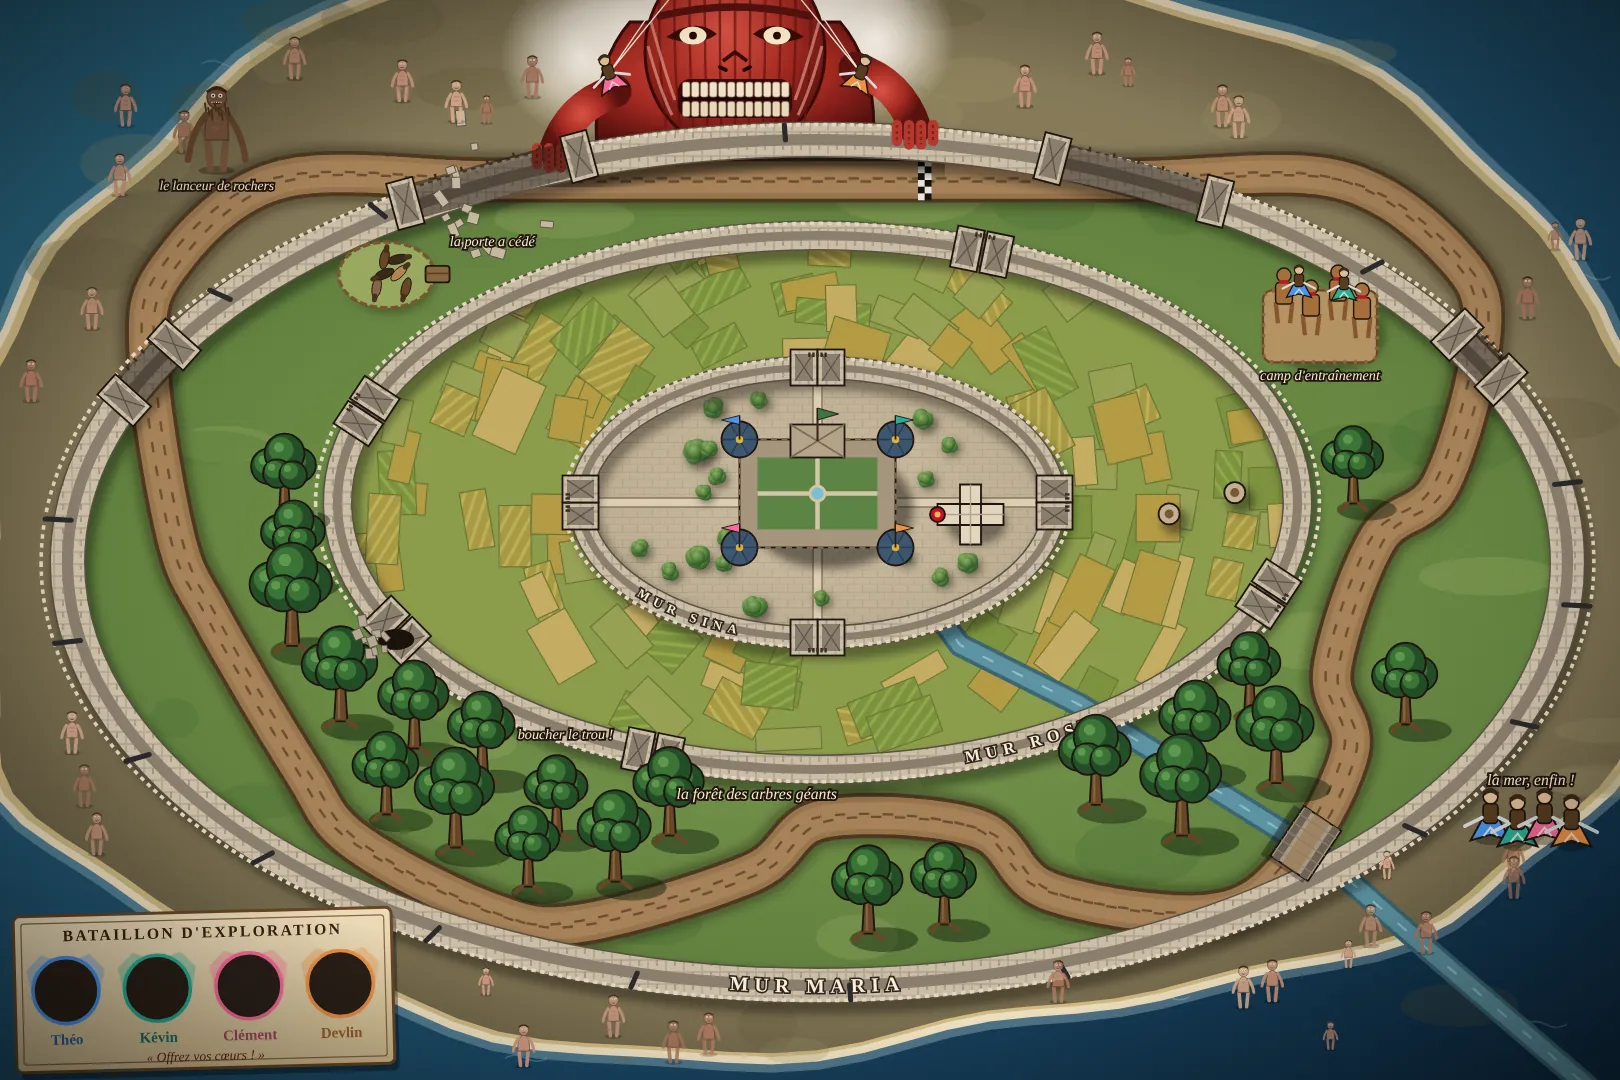 le lanceur de rochers
la porte a cédé
camp d'entraînement
MUR SINA
boucher le trou !
MUR ROS
la forêt des arbres géants
la mer, enfin !
MUR MARIA
BATAILLON D'EXPLORATION
Théo
Kévin
Clément
Devlin
« Offrez vos cœurs ! »